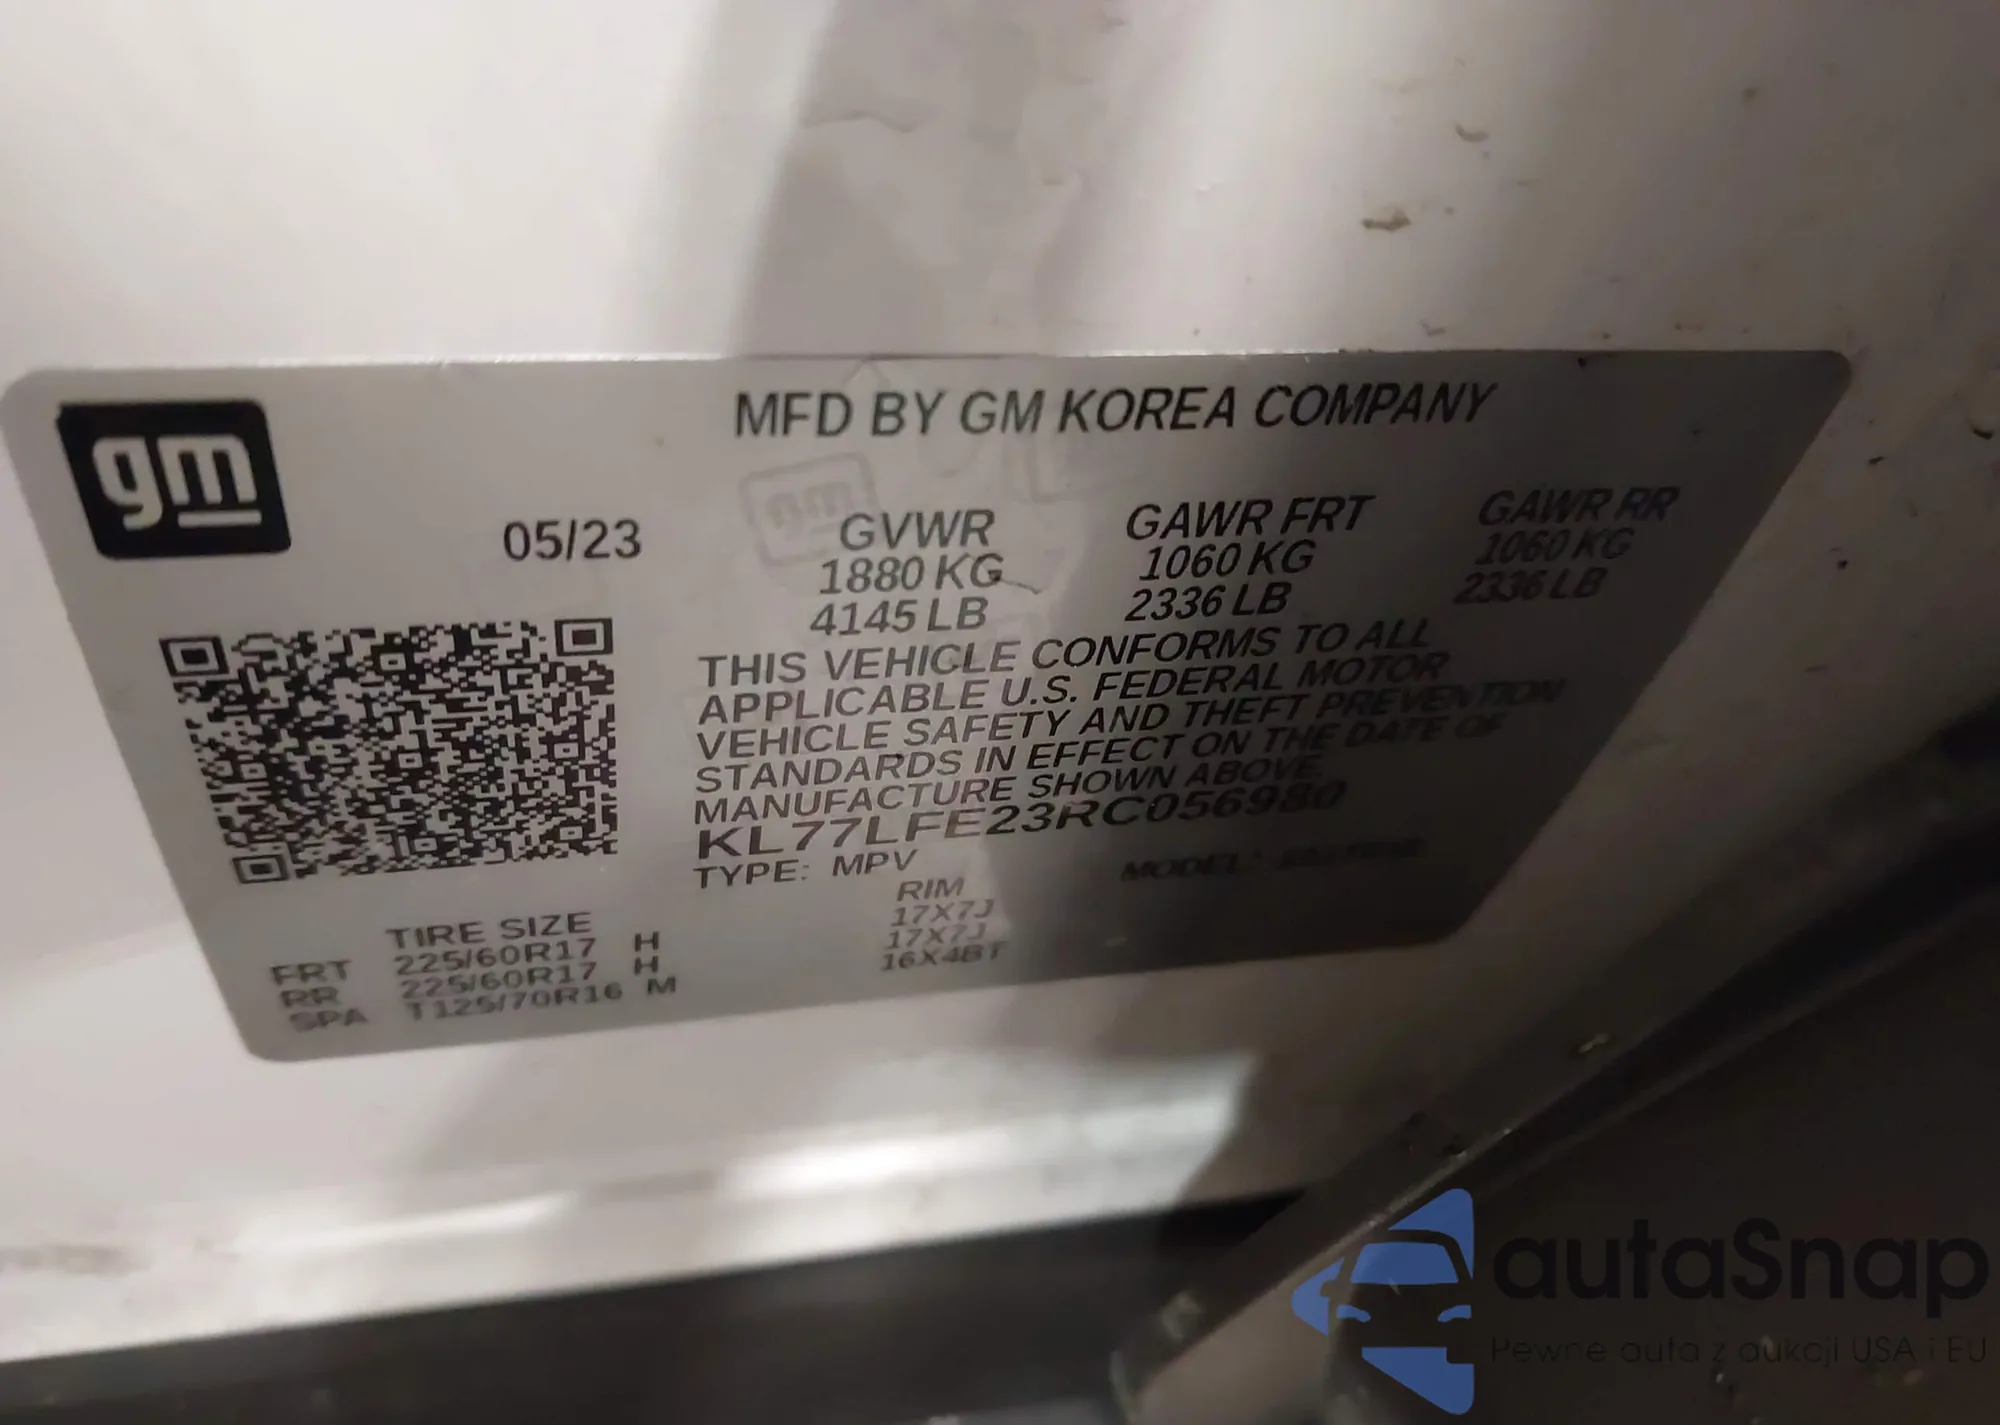 gm
MFD BY GM KOREA COMPANY
05/23
GVWR GAWR FRT GAWR RR
1880 KG 1060 KG 1060 KG
4145 LB 2336 LB 2336 LB
THIS VEHICLE CONFORMS TO ALL
APPLICABLE U.S. FEDERAL MOTOR
VEHICLE SAFETY AND THEFT PREVENTION
STANDARDS IN EFFECT ON THE DATE OF
MANUFACTURE SHOWN ABOVE.
KL77LFE23RC056980
TYPE: MPV MODEL:
TIRE SIZE RIM
FRT 225/60R17 H 17X7J
RR 225/60R17 H 17X7J
SPA T125/70R16 M 16X4BT
autaSnap
Pewne auta z aukcji USA i EU